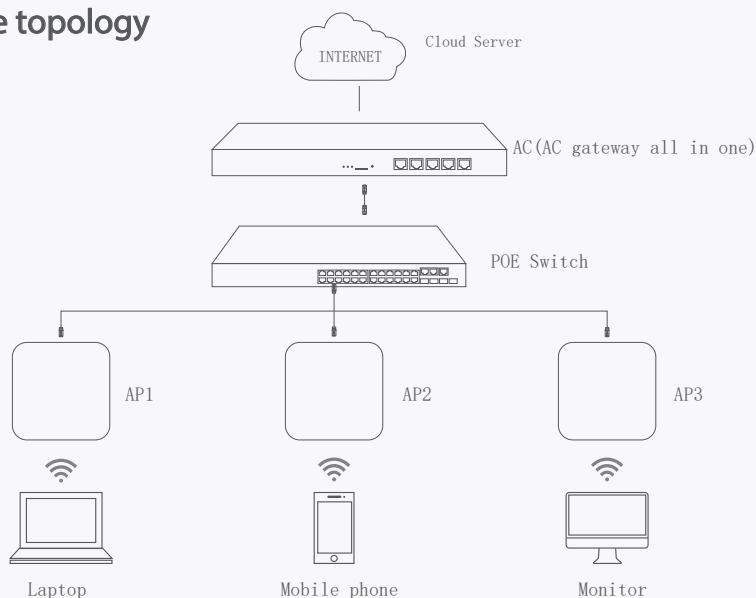 e topology
Cloud Server
INTERNET
AC(AC gateway all in one)
POE Switch
AP1
AP2
AP3
Laptop
Mobile phone
Monitor